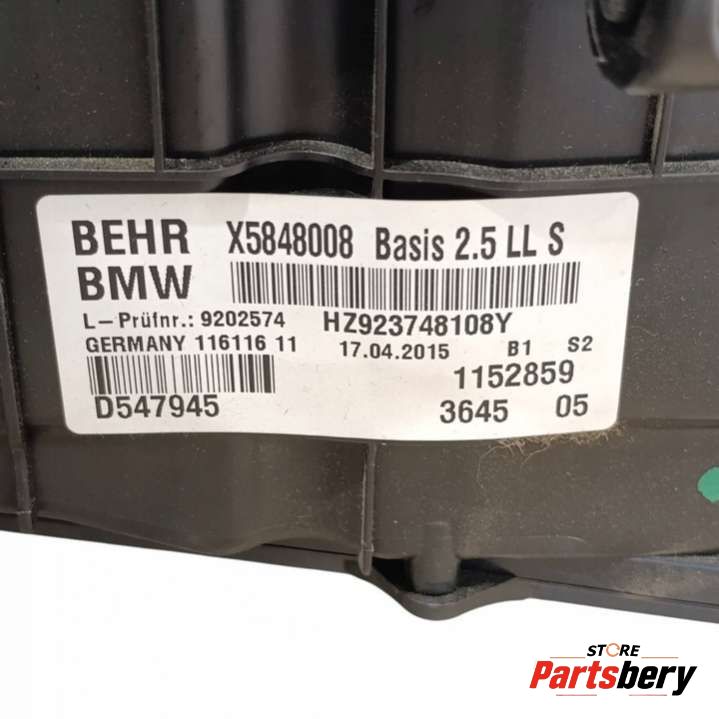 BEHR X5848008 Basis 2.5 LL S
BMW
L-Prüfnr.: 9202574 HZ923748108Y
GERMANY 116116 11 17.04.2015 B1 S2
1152859
D547945 3645 05
STORE
Partsbery